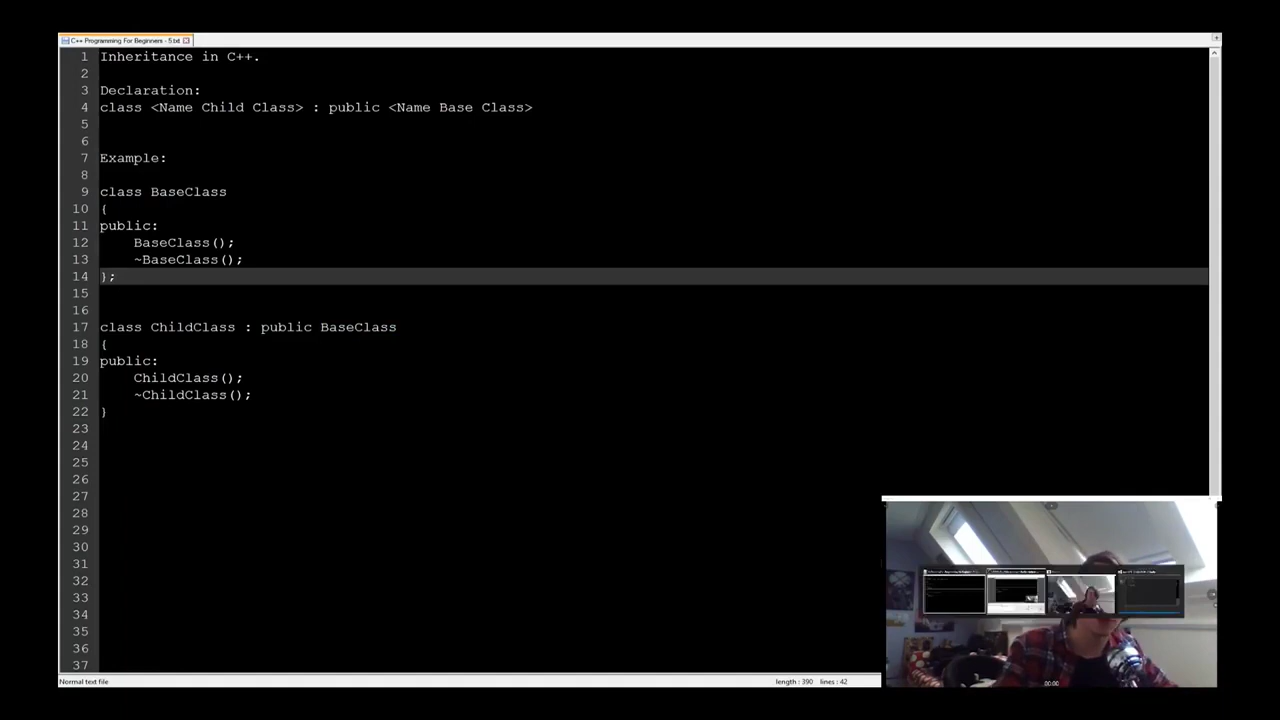 C++ Programming For Beginners - 5.txt
1 Inheritance in C++.
2
3 Declaration:
4 class <Name Child Class> : public <Name Base Class>
5
6
7 Example:
8
9 class BaseClass
10 {
11 public:
12 BaseClass();
13 ~BaseClass();
14 };
15
16
17 class ChildClass : public BaseClass
18 {
19 public:
20 ChildClass();
21 ~ChildClass();
22 }
23
24
25
26
27
28
29
30
31
32
33
34
35
36
37
Normal text file
length : 390 lines : 42
00:00